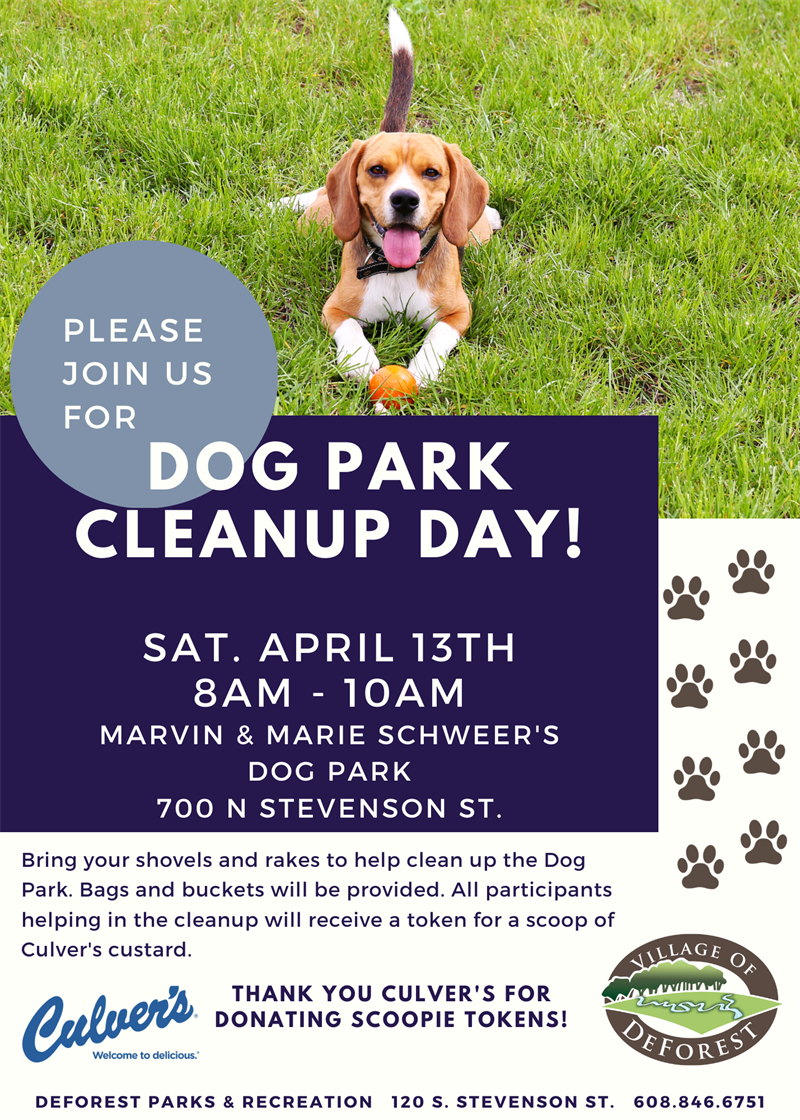 PLEASE
JOIN US
FOR
DOG PARK
CLEANUP DAY!
SAT. APRIL 13TH
8AM - 10AM
MARVIN & MARIE SCHWEER'S
DOG PARK
700 N STEVENSON ST.
Bring your shovels and rakes to help clean up the Dog
Park. Bags and buckets will be provided. All participants
helping in the cleanup will receive a token for a scoop of
Culver's custard.
Culver's
Welcome to delicious.
THANK YOU CULVER'S FOR
DONATING SCOOPIE TOKENS!
VILLAGE OF
DEFOREST
DEFOREST PARKS & RECREATION 120 S. STEVENSON ST. 608.846.6751